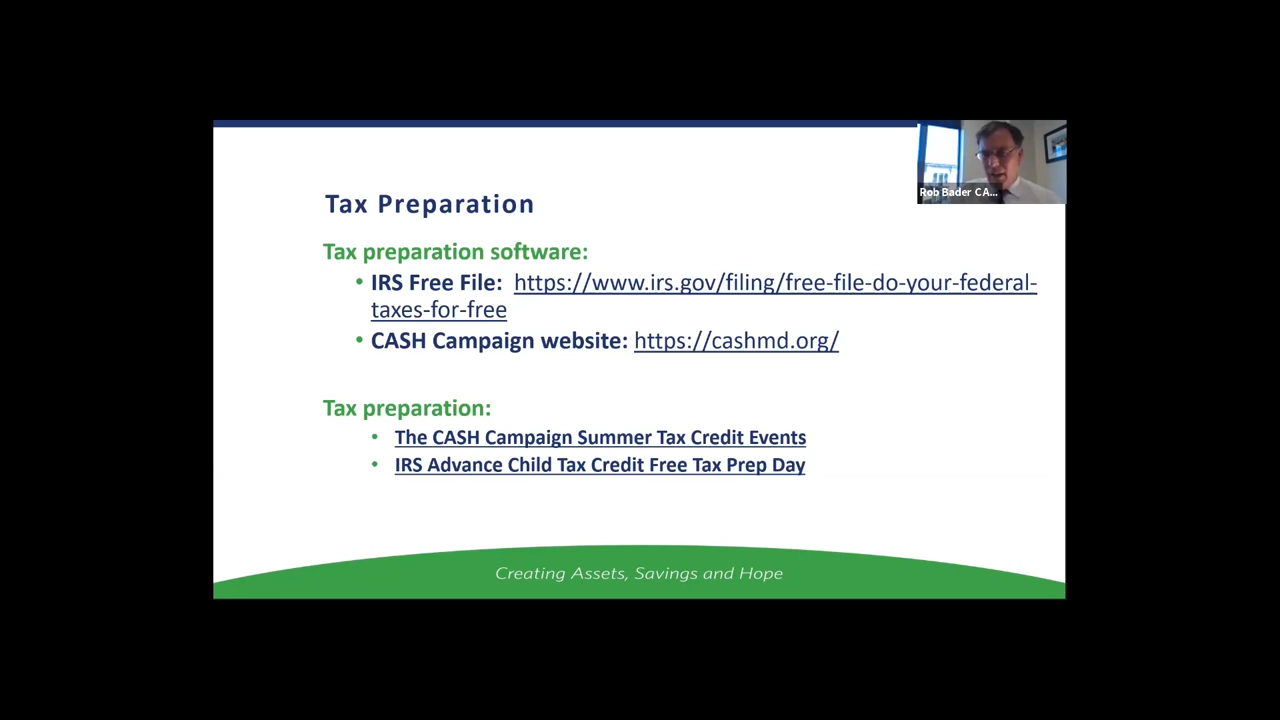 Rob Bader C A...
Tax Preparation
Tax preparation software:
• IRS Free File: https://www.irs.gov/filing/free-file-do-your-federal-
taxes-for-free
• CASH Campaign website: https://cashmd.org/
Tax preparation:
• The CASH Campaign Summer Tax Credit Events
• IRS Advance Child Tax Credit Free Tax Prep Day
Creating Assets, Savings and Hope